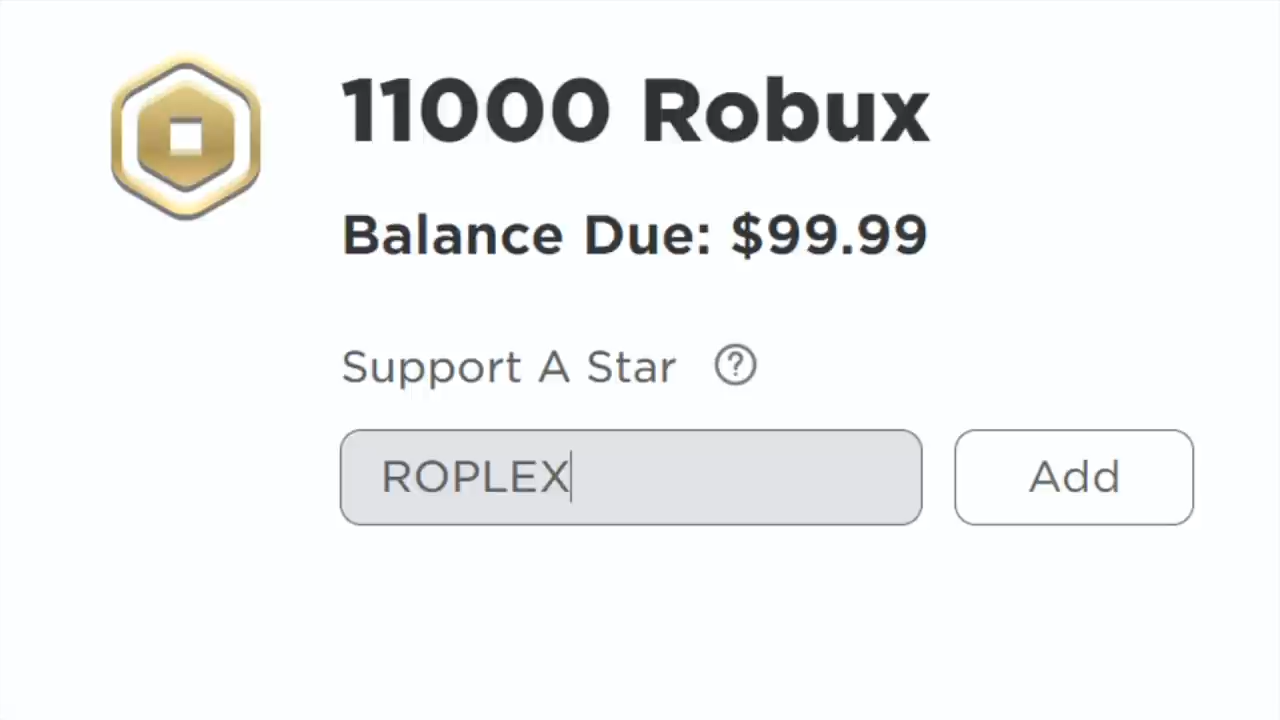 11000 Robux
Balance Due: $99.99
Support A Star ?
ROPLEX
Add